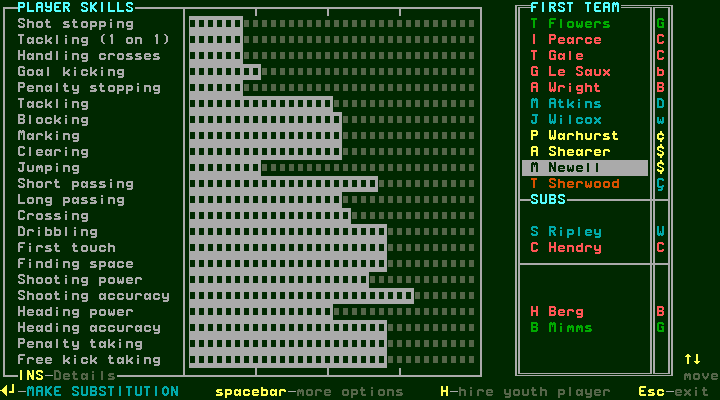 PLAYER SKILLS
Shot stopping
Tackling (1 on 1)
Handling crosses
Goal kicking
Penalty stopping
Tackling
Blocking
Marking
Clearing
Jumping
Short passing
Long passing
Crossing
Dribbling
First touch
Finding space
Shooting power
Shooting accuracy
Heading power
Heading accuracy
Penalty taking
Free kick taking
INS-Details
FIRST TEAM
T Flowers G
I Pearce C
T Gale C
G Le Saux b
A Wright B
M Atkins D
J Wilcox w
P Warhurst ¢
A Shearer $
M Newell $
T Sherwood Ç
SUBS
S Ripley W
C Hendry C
H Berg B
B Mimms G
↑↓
move
↵-MAKE SUBSTITUTION spacebar-more options H-hire youth player Esc-exit